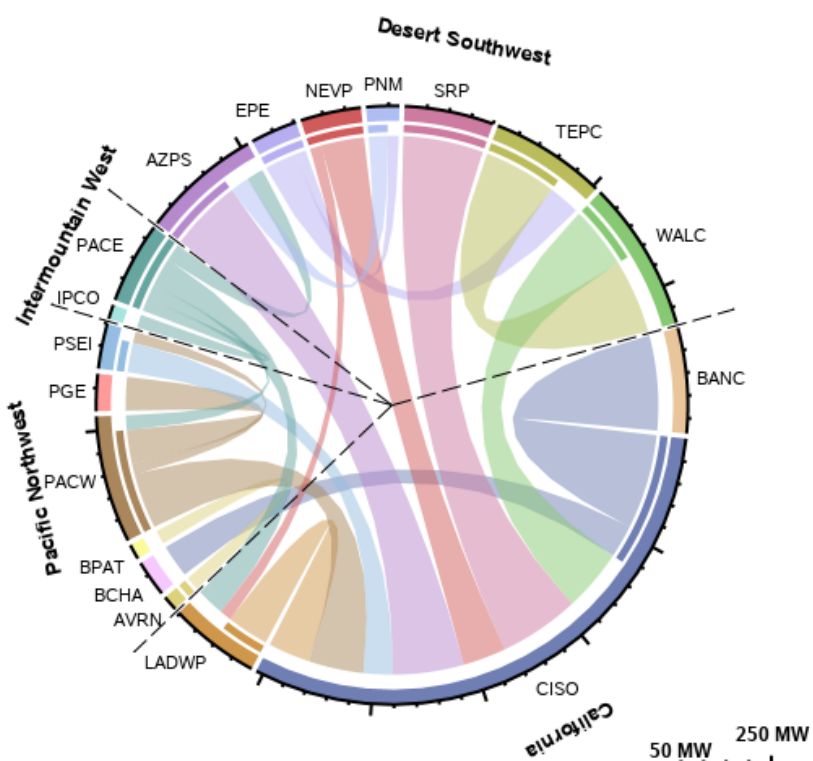 Desert Southwest
NEVP
PNM
SRP
EPE
TEPC
AZPS
Intermountain West
WALC
PACE
IPCO
PSEI
BANC
PGE
Pacific Northwest
PACW
BPAT
BCHA
AVRN
LADWP
CISO
California
50 MW
250 MW